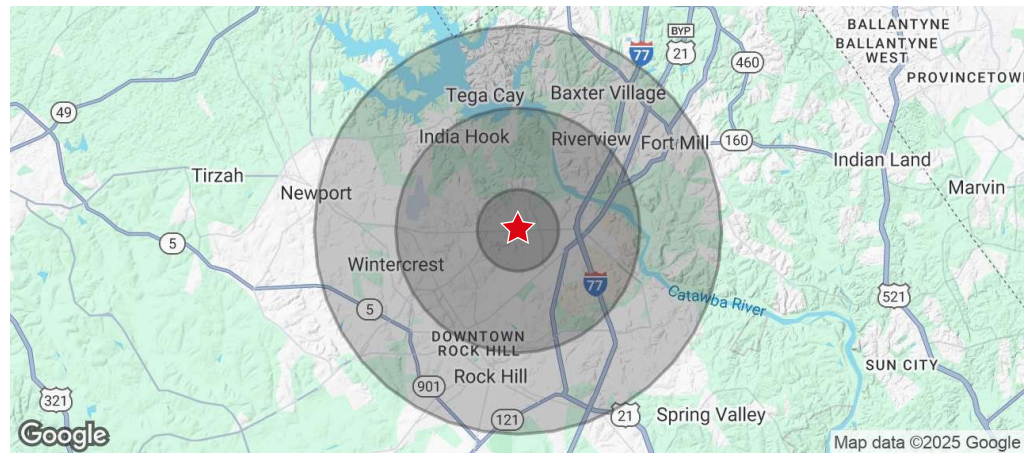 BALLANTYNE
BALLANTYNE
WEST
PROVINCETOWN
BYP
21
77
460
Tega Cay
Baxter Village
49
India Hook
Riverview
Fort Mill
160
Indian Land
Tirzah
Newport
Marvin
5
Wintercrest
77
Catawba River
521
5
DOWNTOWN
ROCK HILL
SUN CITY
Rock Hill
901
321
121
21
Spring Valley
Google
Map data ©2025 Google